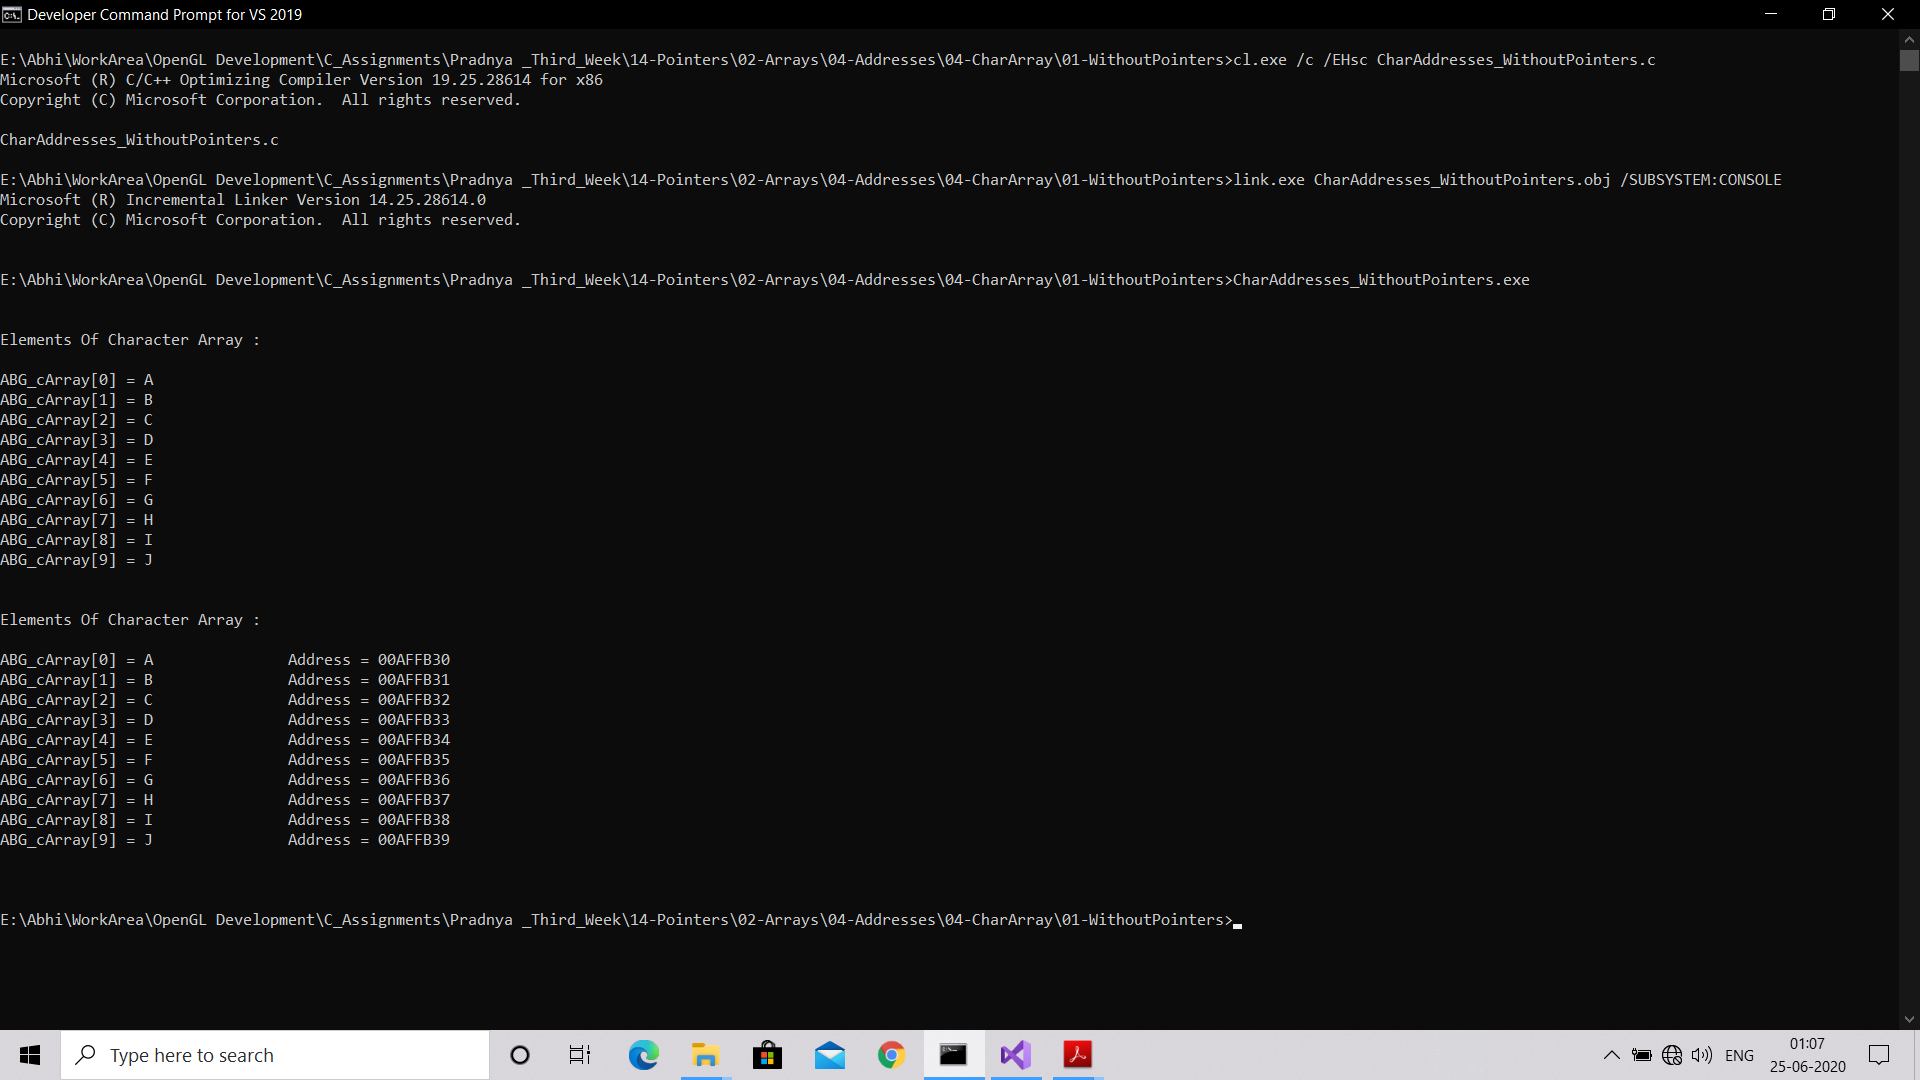 Developer Command Prompt for VS 2019
E:\Abhi\WorkArea\OpenGL Development\C_Assignments\Pradnya _Third_Week\14-Pointers\02-Arrays\04-Addresses\04-CharArray\01-WithoutPointers>cl.exe /c /EHsc CharAddresses_WithoutPointers.c
Microsoft (R) C/C++ Optimizing Compiler Version 19.25.28614 for x86
Copyright (C) Microsoft Corporation.  All rights reserved.
CharAddresses_WithoutPointers.c
E:\Abhi\WorkArea\OpenGL Development\C_Assignments\Pradnya _Third_Week\14-Pointers\02-Arrays\04-Addresses\04-CharArray\01-WithoutPointers>link.exe CharAddresses_WithoutPointers.obj /SUBSYSTEM:CONSOLE
Microsoft (R) Incremental Linker Version 14.25.28614.0
Copyright (C) Microsoft Corporation.  All rights reserved.
E:\Abhi\WorkArea\OpenGL Development\C_Assignments\Pradnya _Third_Week\14-Pointers\02-Arrays\04-Addresses\04-CharArray\01-WithoutPointers>CharAddresses_WithoutPointers.exe
Elements Of Character Array :
ABG_cArray[0] = A
ABG_cArray[1] = B
ABG_cArray[2] = C
ABG_cArray[3] = D
ABG_cArray[4] = E
ABG_cArray[5] = F
ABG_cArray[6] = G
ABG_cArray[7] = H
ABG_cArray[8] = I
ABG_cArray[9] = J
Elements Of Character Array :
ABG_cArray[0] = A               Address = 00AFFB30
ABG_cArray[1] = B               Address = 00AFFB31
ABG_cArray[2] = C               Address = 00AFFB32
ABG_cArray[3] = D               Address = 00AFFB33
ABG_cArray[4] = E               Address = 00AFFB34
ABG_cArray[5] = F               Address = 00AFFB35
ABG_cArray[6] = G               Address = 00AFFB36
ABG_cArray[7] = H               Address = 00AFFB37
ABG_cArray[8] = I               Address = 00AFFB38
ABG_cArray[9] = J               Address = 00AFFB39
E:\Abhi\WorkArea\OpenGL Development\C_Assignments\Pradnya _Third_Week\14-Pointers\02-Arrays\04-Addresses\04-CharArray\01-WithoutPointers>
Type here to search
ENG
01:07
25-06-2020